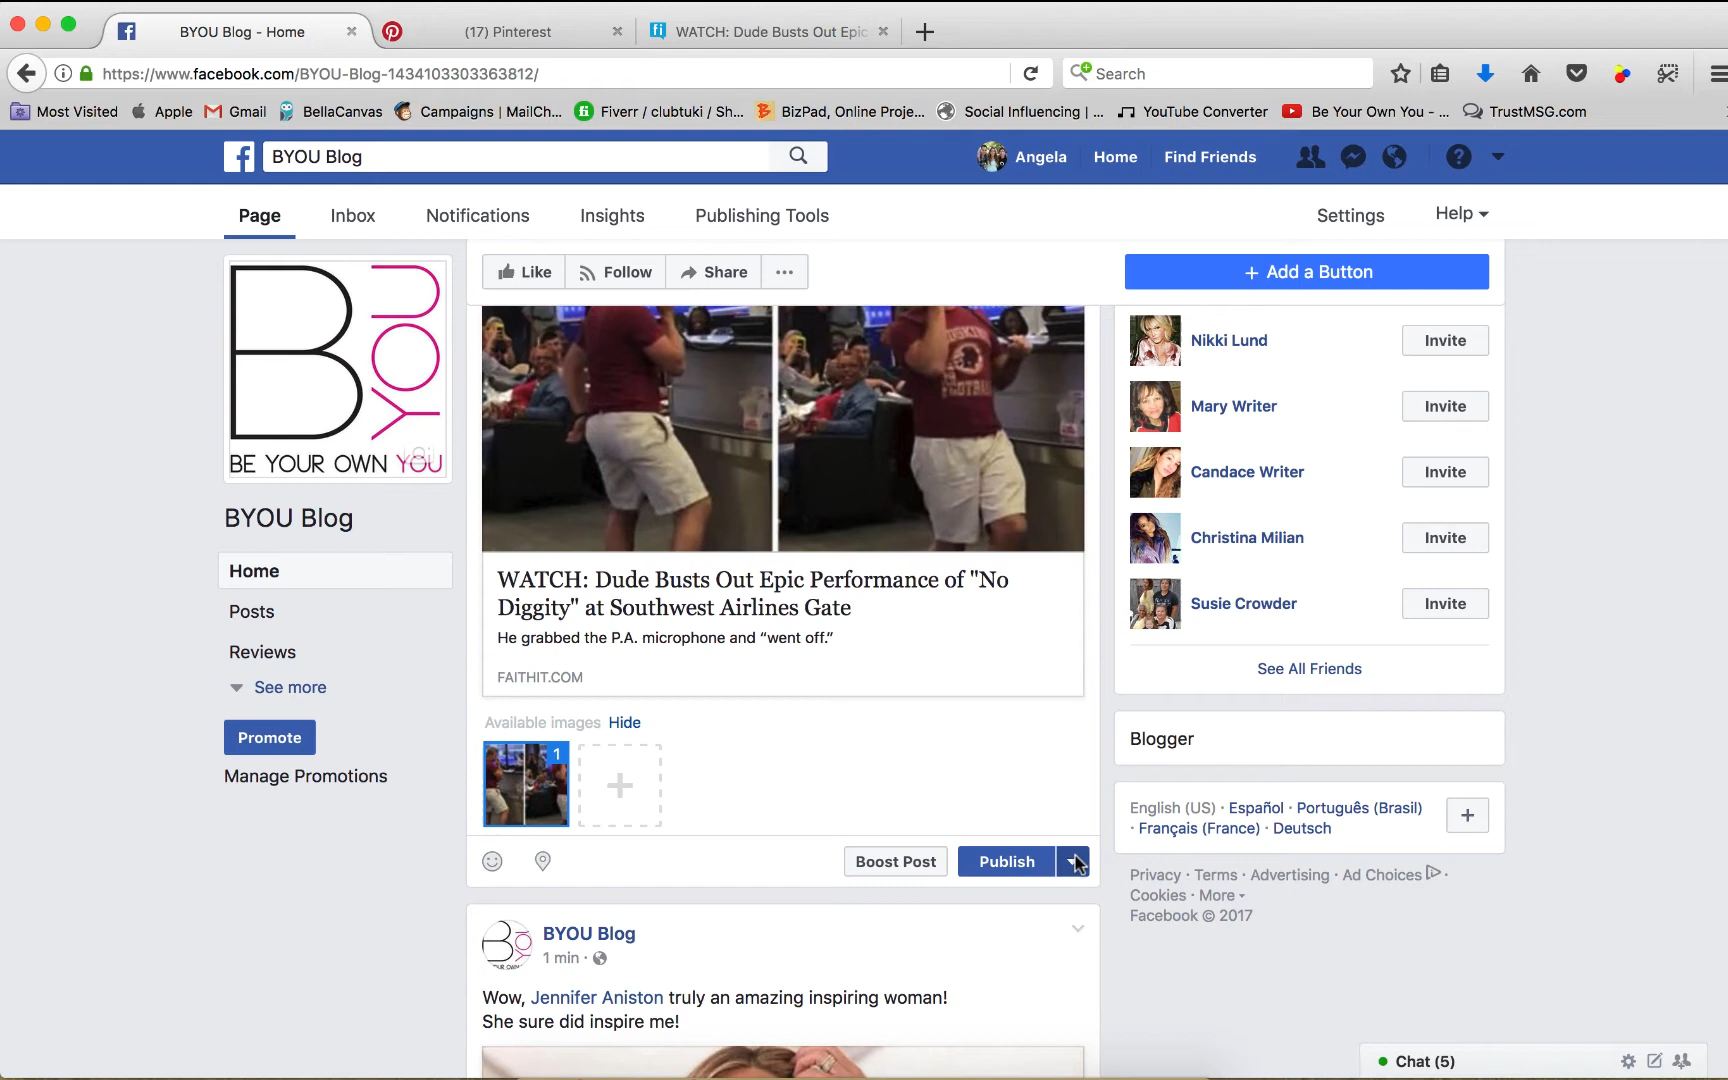 BYOU Blog - Home
(17) Pinterest
WATCH: Dude Busts Out Epic
https://www.facebook.com/BYOU-Blog-1434103303363812/
Search
Most Visited
Apple
Gmail
BellaCanvas
Campaigns | MailCh...
Fiverr / clubtuki / Sh...
BizPad, Online Proje...
Social Influencing | ...
YouTube Converter
Be Your Own You - ...
TrustMSG.com
BYOU Blog
Angela
Home
Find Friends
Page
Inbox
Notifications
Insights
Publishing Tools
Settings
Help
BYOU
BE YOUR OWN YOU
BYOU Blog
Home
Posts
Reviews
See more
Promote
Manage Promotions
Like
Follow
Share
+ Add a Button
FOOTBALL
WATCH: Dude Busts Out Epic Performance of "No
Diggity" at Southwest Airlines Gate
He grabbed the P.A. microphone and “went off.”
FAITHIT.COM
Available images Hide
1
Boost Post
Publish
BYOU Blog
1 min
Wow, Jennifer Aniston truly an amazing inspiring woman!
She sure did inspire me!
Nikki Lund
Invite
Mary Writer
Invite
Candace Writer
Invite
Christina Milian
Invite
Susie Crowder
Invite
See All Friends
Blogger
English (US) · Español · Português (Brasil)
· Français (France) · Deutsch
Privacy · Terms · Advertising · Ad Choices ·
Cookies · More
Facebook © 2017
Chat (5)